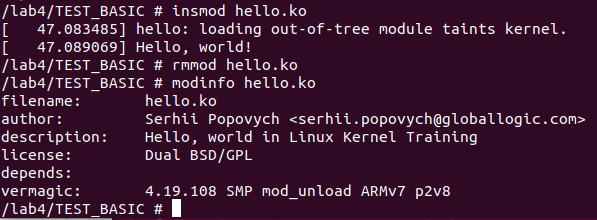 /lab4/TEST_BASIC # insmod hello.ko
[   47.083485] hello: loading out-of-tree module taints kernel.
[   47.089069] Hello, world!
/lab4/TEST_BASIC # rmmod hello.ko
/lab4/TEST_BASIC # modinfo hello.ko
filename:       hello.ko
author:         Serhii Popovych <serhii.popovych@globallogic.com>
description:    Hello, world in Linux Kernel Training
license:        Dual BSD/GPL
depends:
vermagic:       4.19.108 SMP mod_unload ARMv7 p2v8
/lab4/TEST_BASIC #